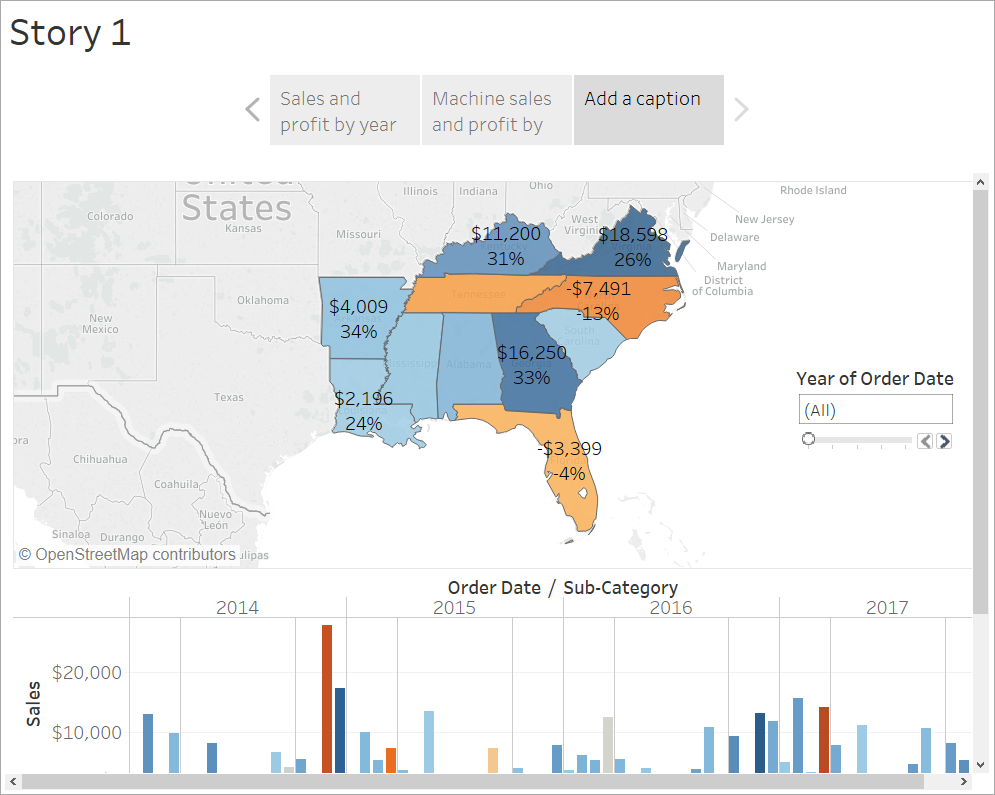 Story 1
Sales and
profit by year
Machine sales
and profit by
Add a caption
States
Illinois
Indiana
Ohio
Rhode Island
Colorado
Kansas
Missouri
West
Virginia
New Jersey
Delaware
Maryland
District
of Columbia
$11,200
31%
$18,598
26%
Virginia
Oklahoma
New
Mexico
$4,009
34%
Tennessee
-$7,491
-13%
South
Carolina
Mississippi
Alabama
$16,250
33%
Texas
$2,196
24%
Louisiana
-$3,399
-4%
Year of Order Date
(All)
Chihuahua
Coahuila
Nuevo
León
Sinaloa
Durango
© OpenStreetMap contributors
Order Date / Sub-Category
2014
2015
2016
2017
Sales
$20,000
$10,000